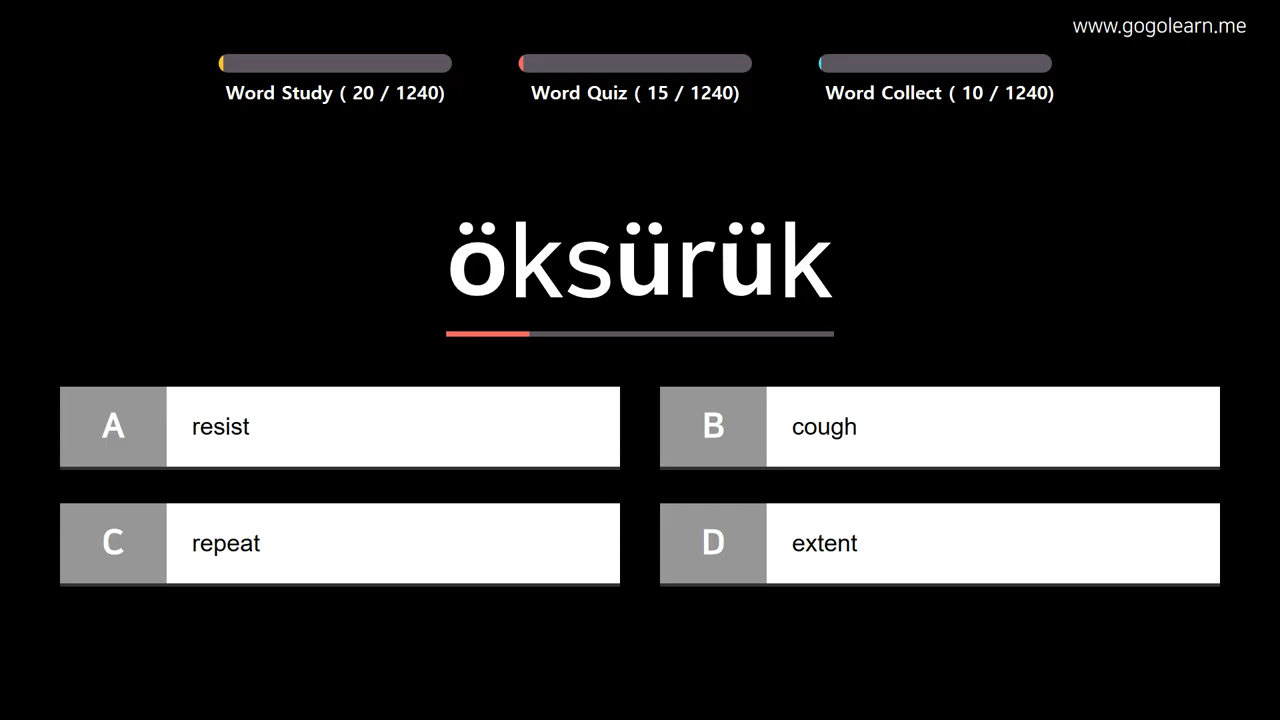 www.gogolearn.me
Word Study ( 20 / 1240)
Word Quiz ( 15 / 1240)
Word Collect ( 10 / 1240)
öksürük
A resist
B cough
C repeat
D extent